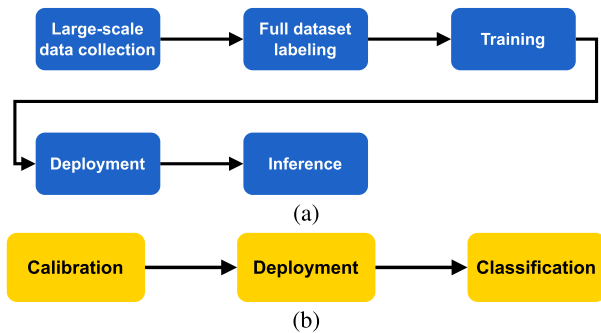 Large-scale
data collection
Full dataset
labeling
Training
Deployment
Inference
(a)
Calibration
Deployment
Classification
(b)